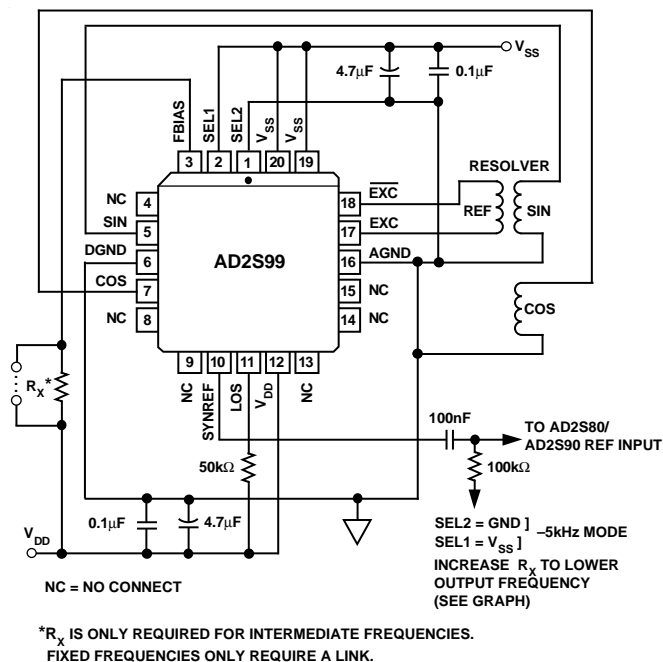 V_SS
4.7µF
0.1µF
FBIAS
SEL1
SEL2
V_SS
V_SS
3
2
1
20
19
RESOLVER
NC
4
SIN
5
DGND
6
COS
7
NC
8
AD2S99
18
EXC
17
EXC
16
AGND
15
NC
14
NC
REF
SIN
COS
9
10
11
12
13
NC
SYNREF
LOS
V_DD
NC
R_X*
100nF
TO AD2S80/
AD2S90 REF INPUT
100kΩ
50kΩ
0.1µF
4.7µF
V_DD
SEL2 = GND ]
SEL1 = V_SS ]
–5kHz MODE
INCREASE R_X TO LOWER
OUTPUT FREQUENCY
(SEE GRAPH)
NC = NO CONNECT
*R_X IS ONLY REQUIRED FOR INTERMEDIATE FREQUENCIES.
FIXED FREQUENCIES ONLY REQUIRE A LINK.